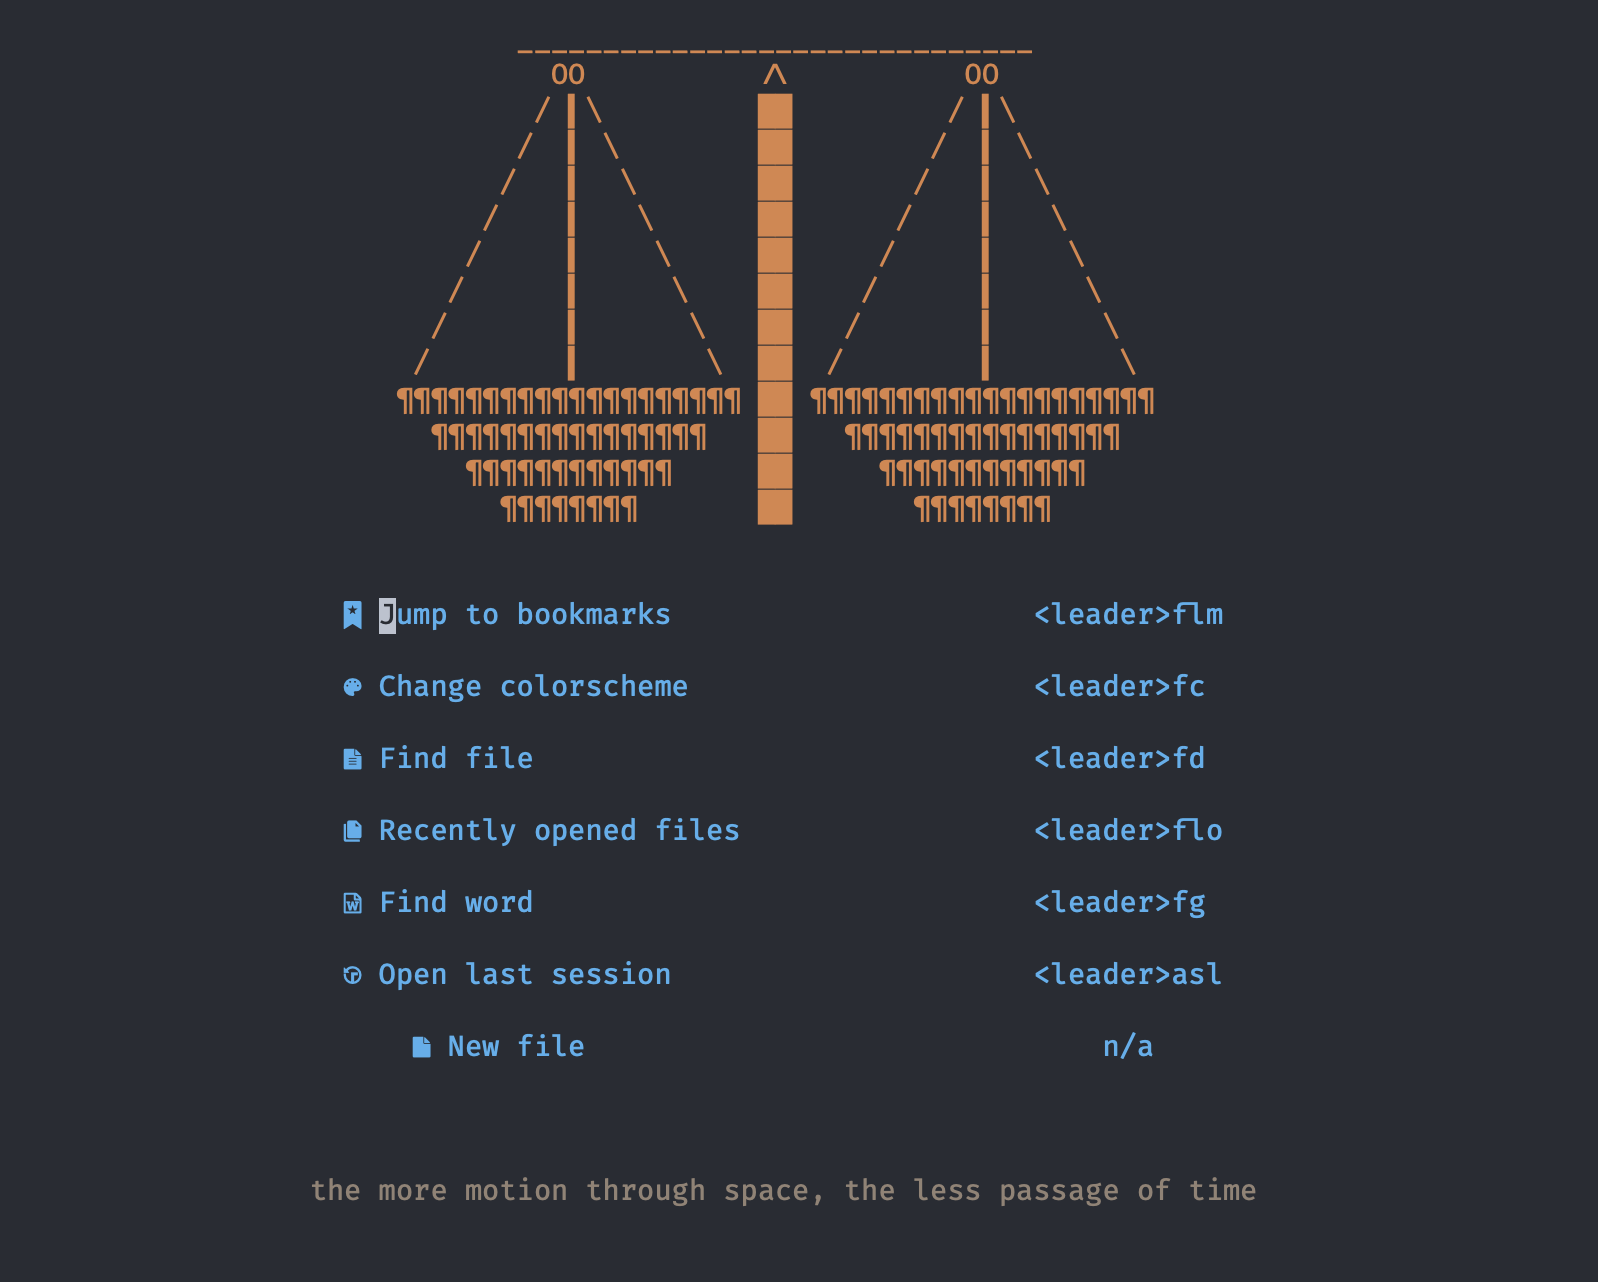 Jump to bookmarks <leader>flm
Change colorscheme <leader>fc
Find file <leader>fd
Recently opened files <leader>flo
Find word <leader>fg
Open last session <leader>asl
New file n/a
the more motion through space, the less passage of time